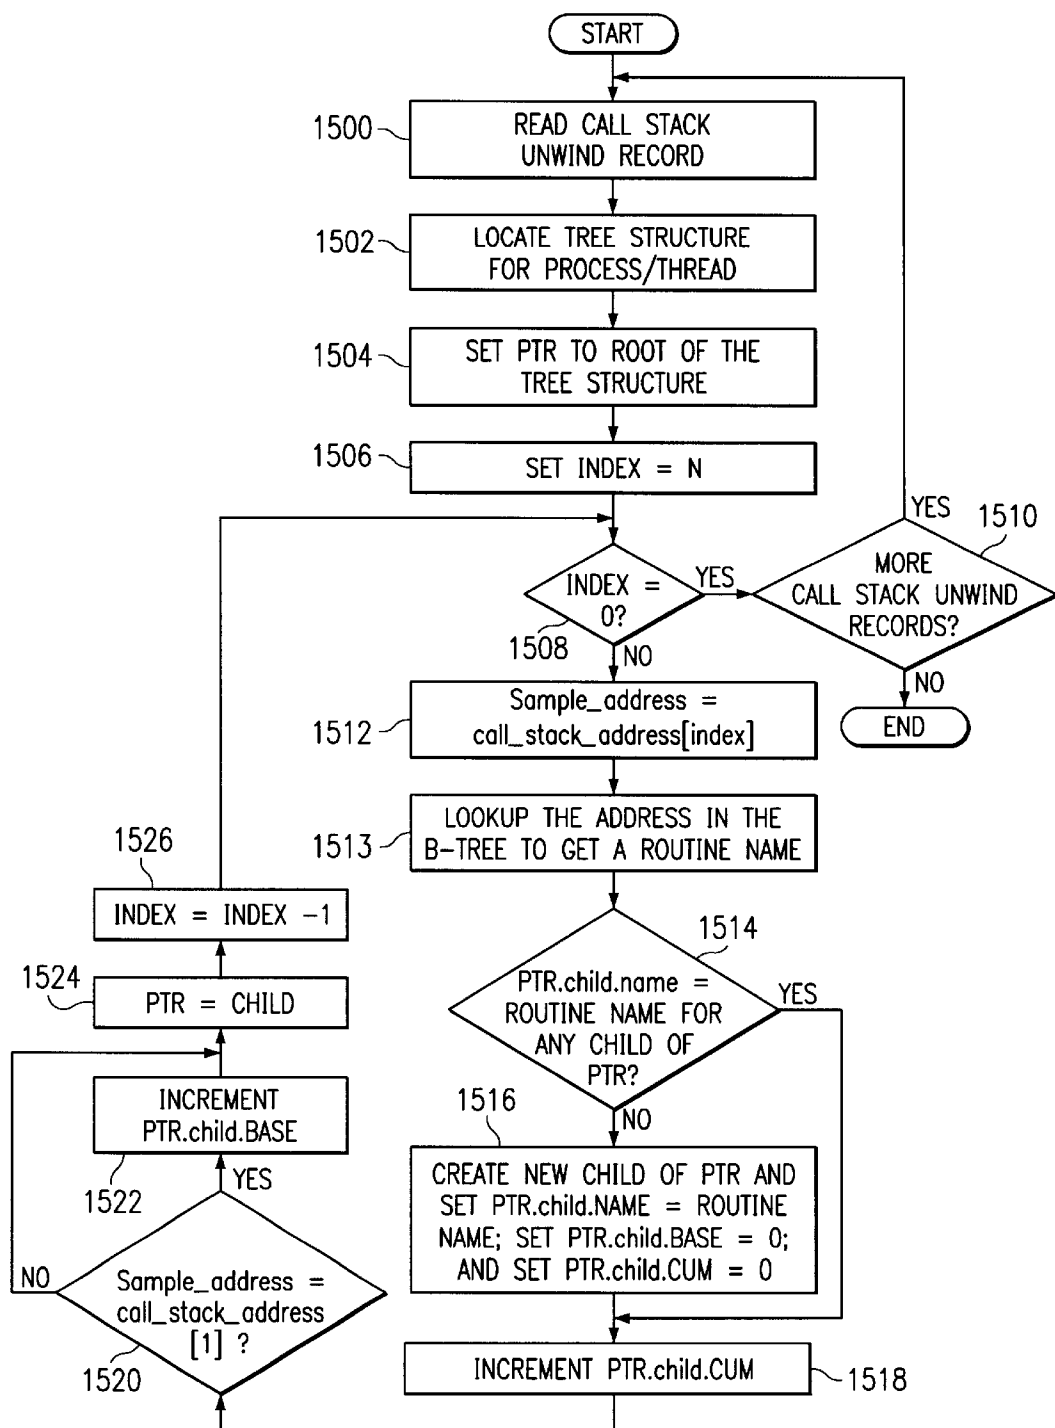 START
1500
READ CALL STACK
UNWIND RECORD
1502
LOCATE TREE STRUCTURE
FOR PROCESS/THREAD
1504
SET PTR TO ROOT OF THE
TREE STRUCTURE
1506
SET INDEX = N
INDEX =
0?
1508
YES
NO
1510
MORE
CALL STACK UNWIND
RECORDS?
YES
NO
END
1512
Sample_address =
call_stack_address[index]
1513
LOOKUP THE ADDRESS IN THE
B-TREE TO GET A ROUTINE NAME
1514
PTR.child.name =
ROUTINE NAME FOR
ANY CHILD OF
PTR?
YES
NO
1516
CREATE NEW CHILD OF PTR AND
SET PTR.child.NAME = ROUTINE
NAME; SET PTR.child.BASE = 0;
AND SET PTR.child.CUM = 0
INCREMENT PTR.child.CUM
1518
Sample_address =
call_stack_address
[1] ?
1520
YES
NO
INCREMENT
PTR.child.BASE
1522
1524
PTR = CHILD
1526
INDEX = INDEX -1